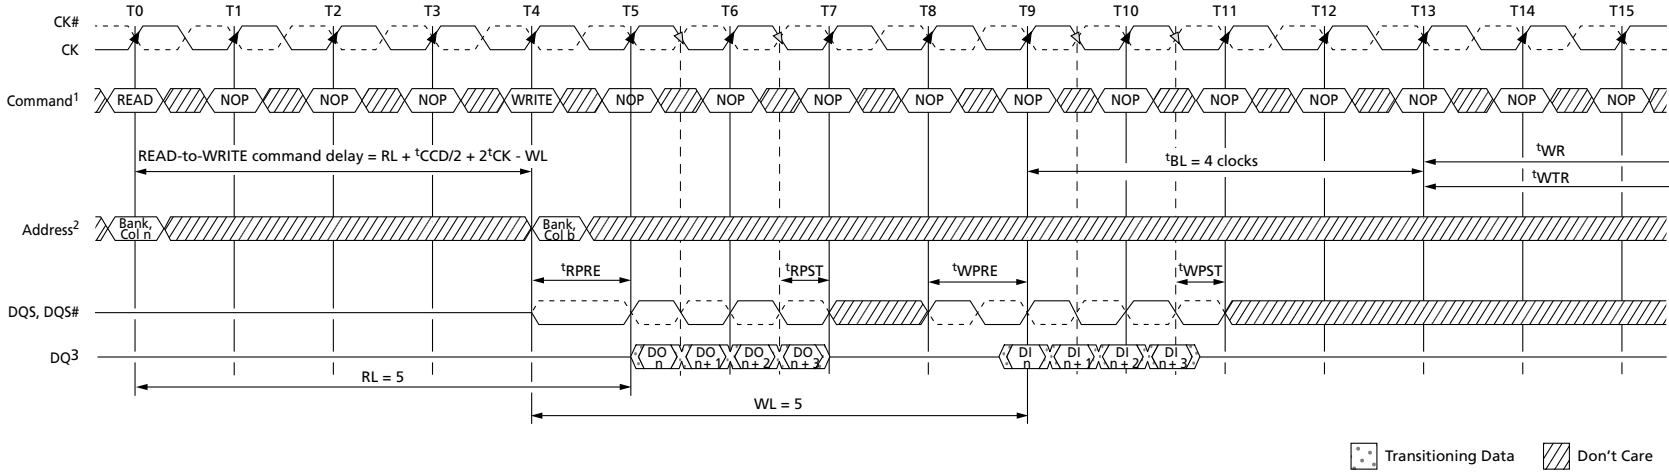 T0 T1 T2 T3 T4 T5 T6 T7 T8 T9 T10 T11 T12 T13 T14 T15
CK#
CK
Command1 READ NOP NOP NOP WRITE NOP NOP NOP NOP NOP NOP NOP NOP NOP NOP NOP
READ-to-WRITE command delay = RL + tCCD/2 + 2tCK - WL
tBL = 4 clocks
tWR
tWTR
Address2
Bank,
Col n
Bank,
Col b
tRPRE tRPST tWPRE tWPST
DQS, DQS#
DQ3
DO
n
DO
n + 1
DO
n + 2
DO
n + 3
DI
n
DI
n + 1
DI
n + 2
DI
n + 3
RL = 5
WL = 5
Transitioning Data Don't Care